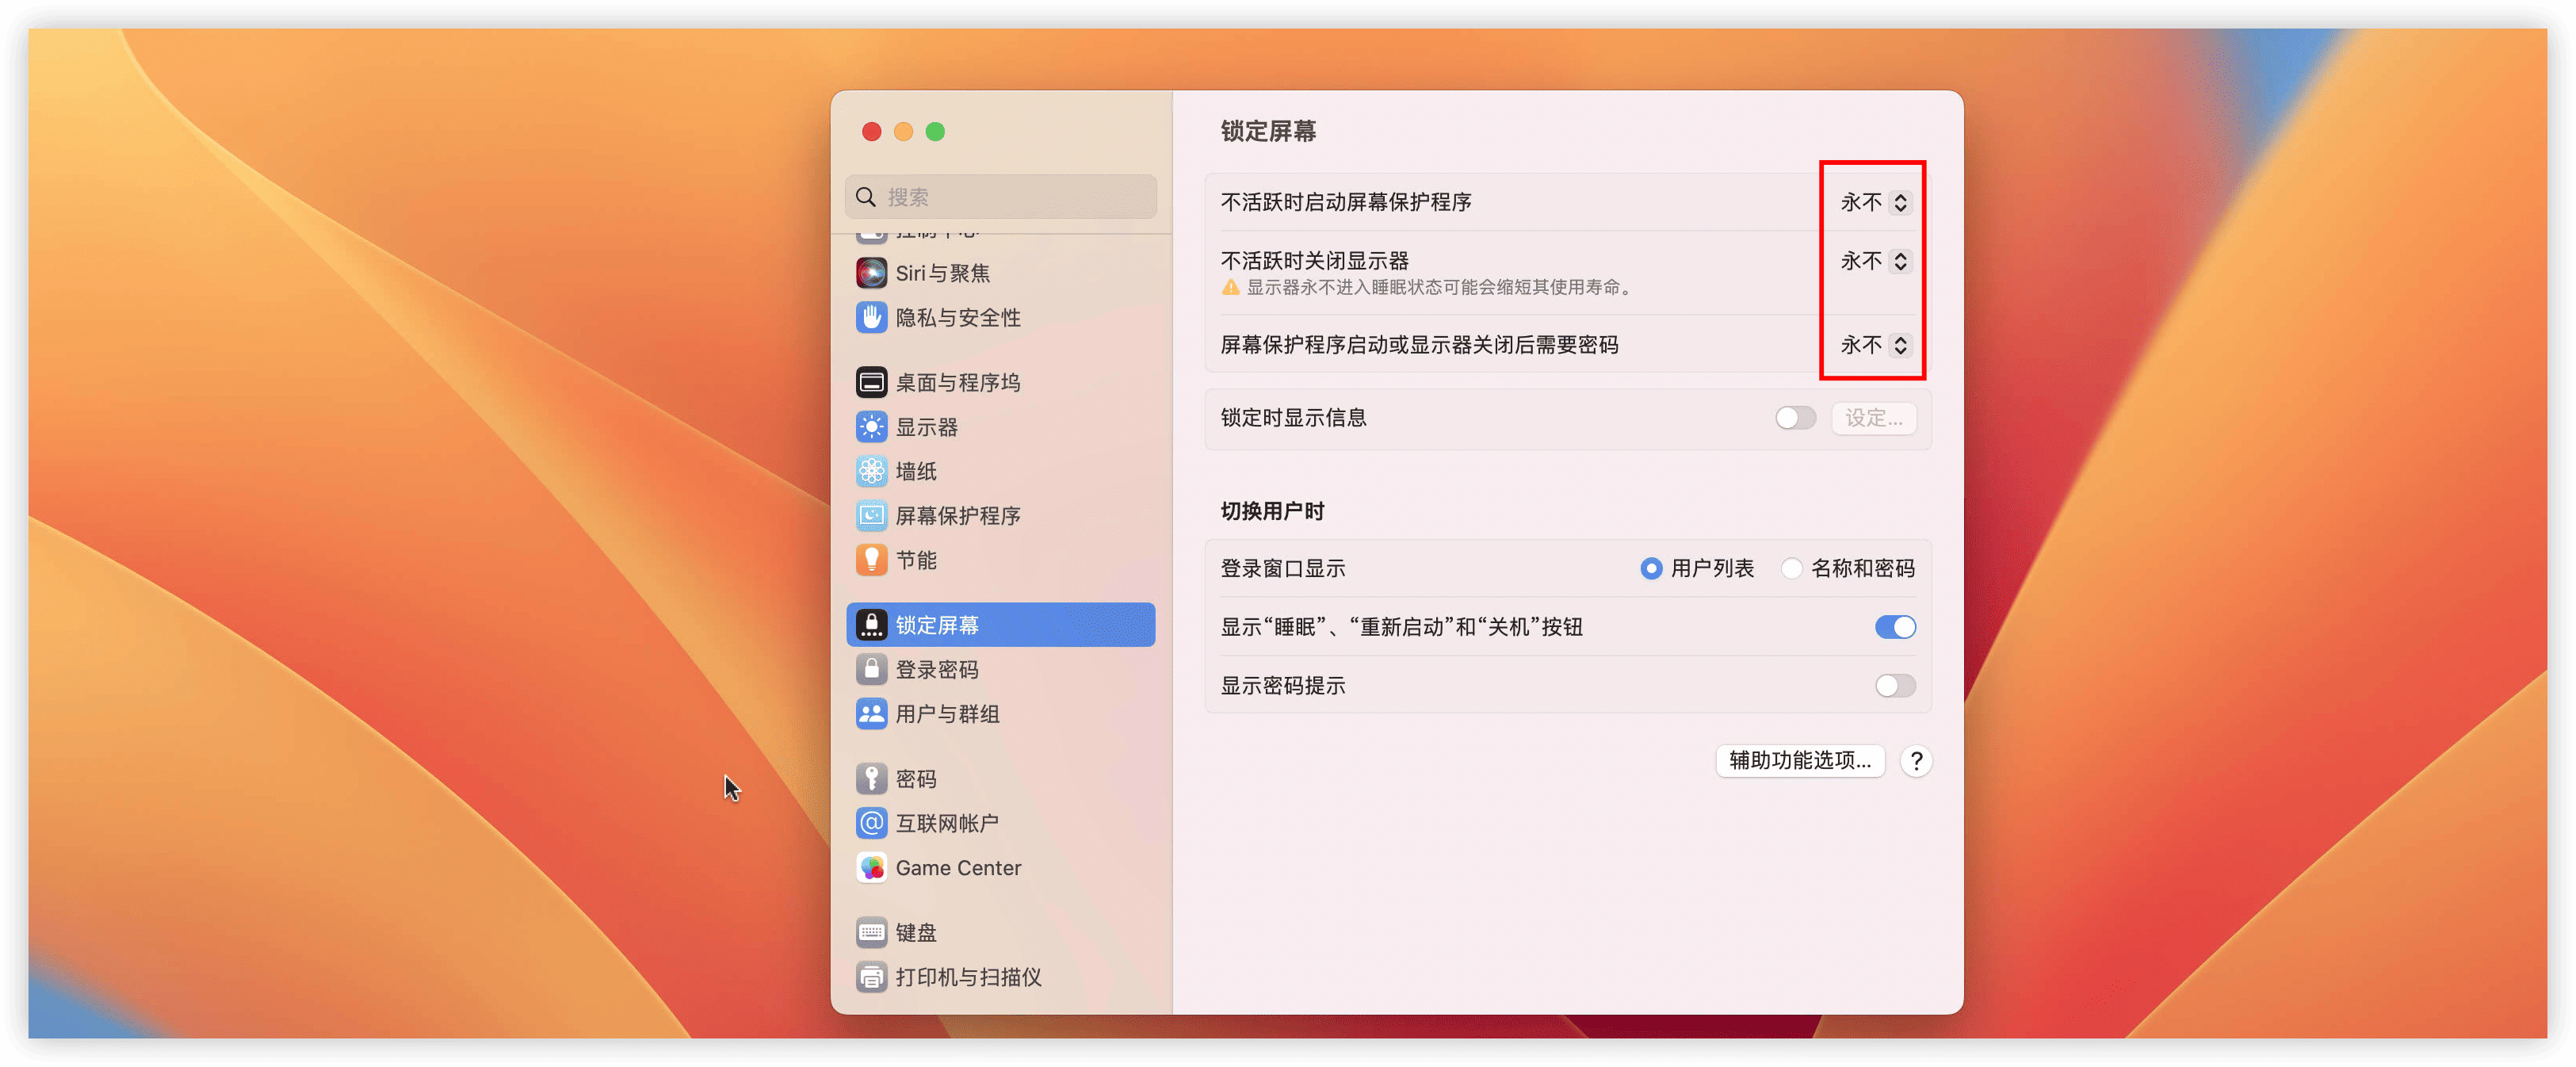 搜索
控制中心
Siri与聚焦
隐私与安全性
桌面与程序坞
显示器
墙纸
屏幕保护程序
节能
锁定屏幕
登录密码
用户与群组
密码
互联网帐户
Game Center
键盘
打印机与扫描仪
锁定屏幕
不活跃时启动屏幕保护程序 永不
不活跃时关闭显示器 永不
显示器永不进入睡眠状态可能会缩短其使用寿命。
屏幕保护程序启动或显示器关闭后需要密码 永不
锁定时显示信息 设定...
切换用户时
登录窗口显示 用户列表 名称和密码
显示“睡眠”、“重新启动”和“关机”按钮
显示密码提示
辅助功能选项... ?